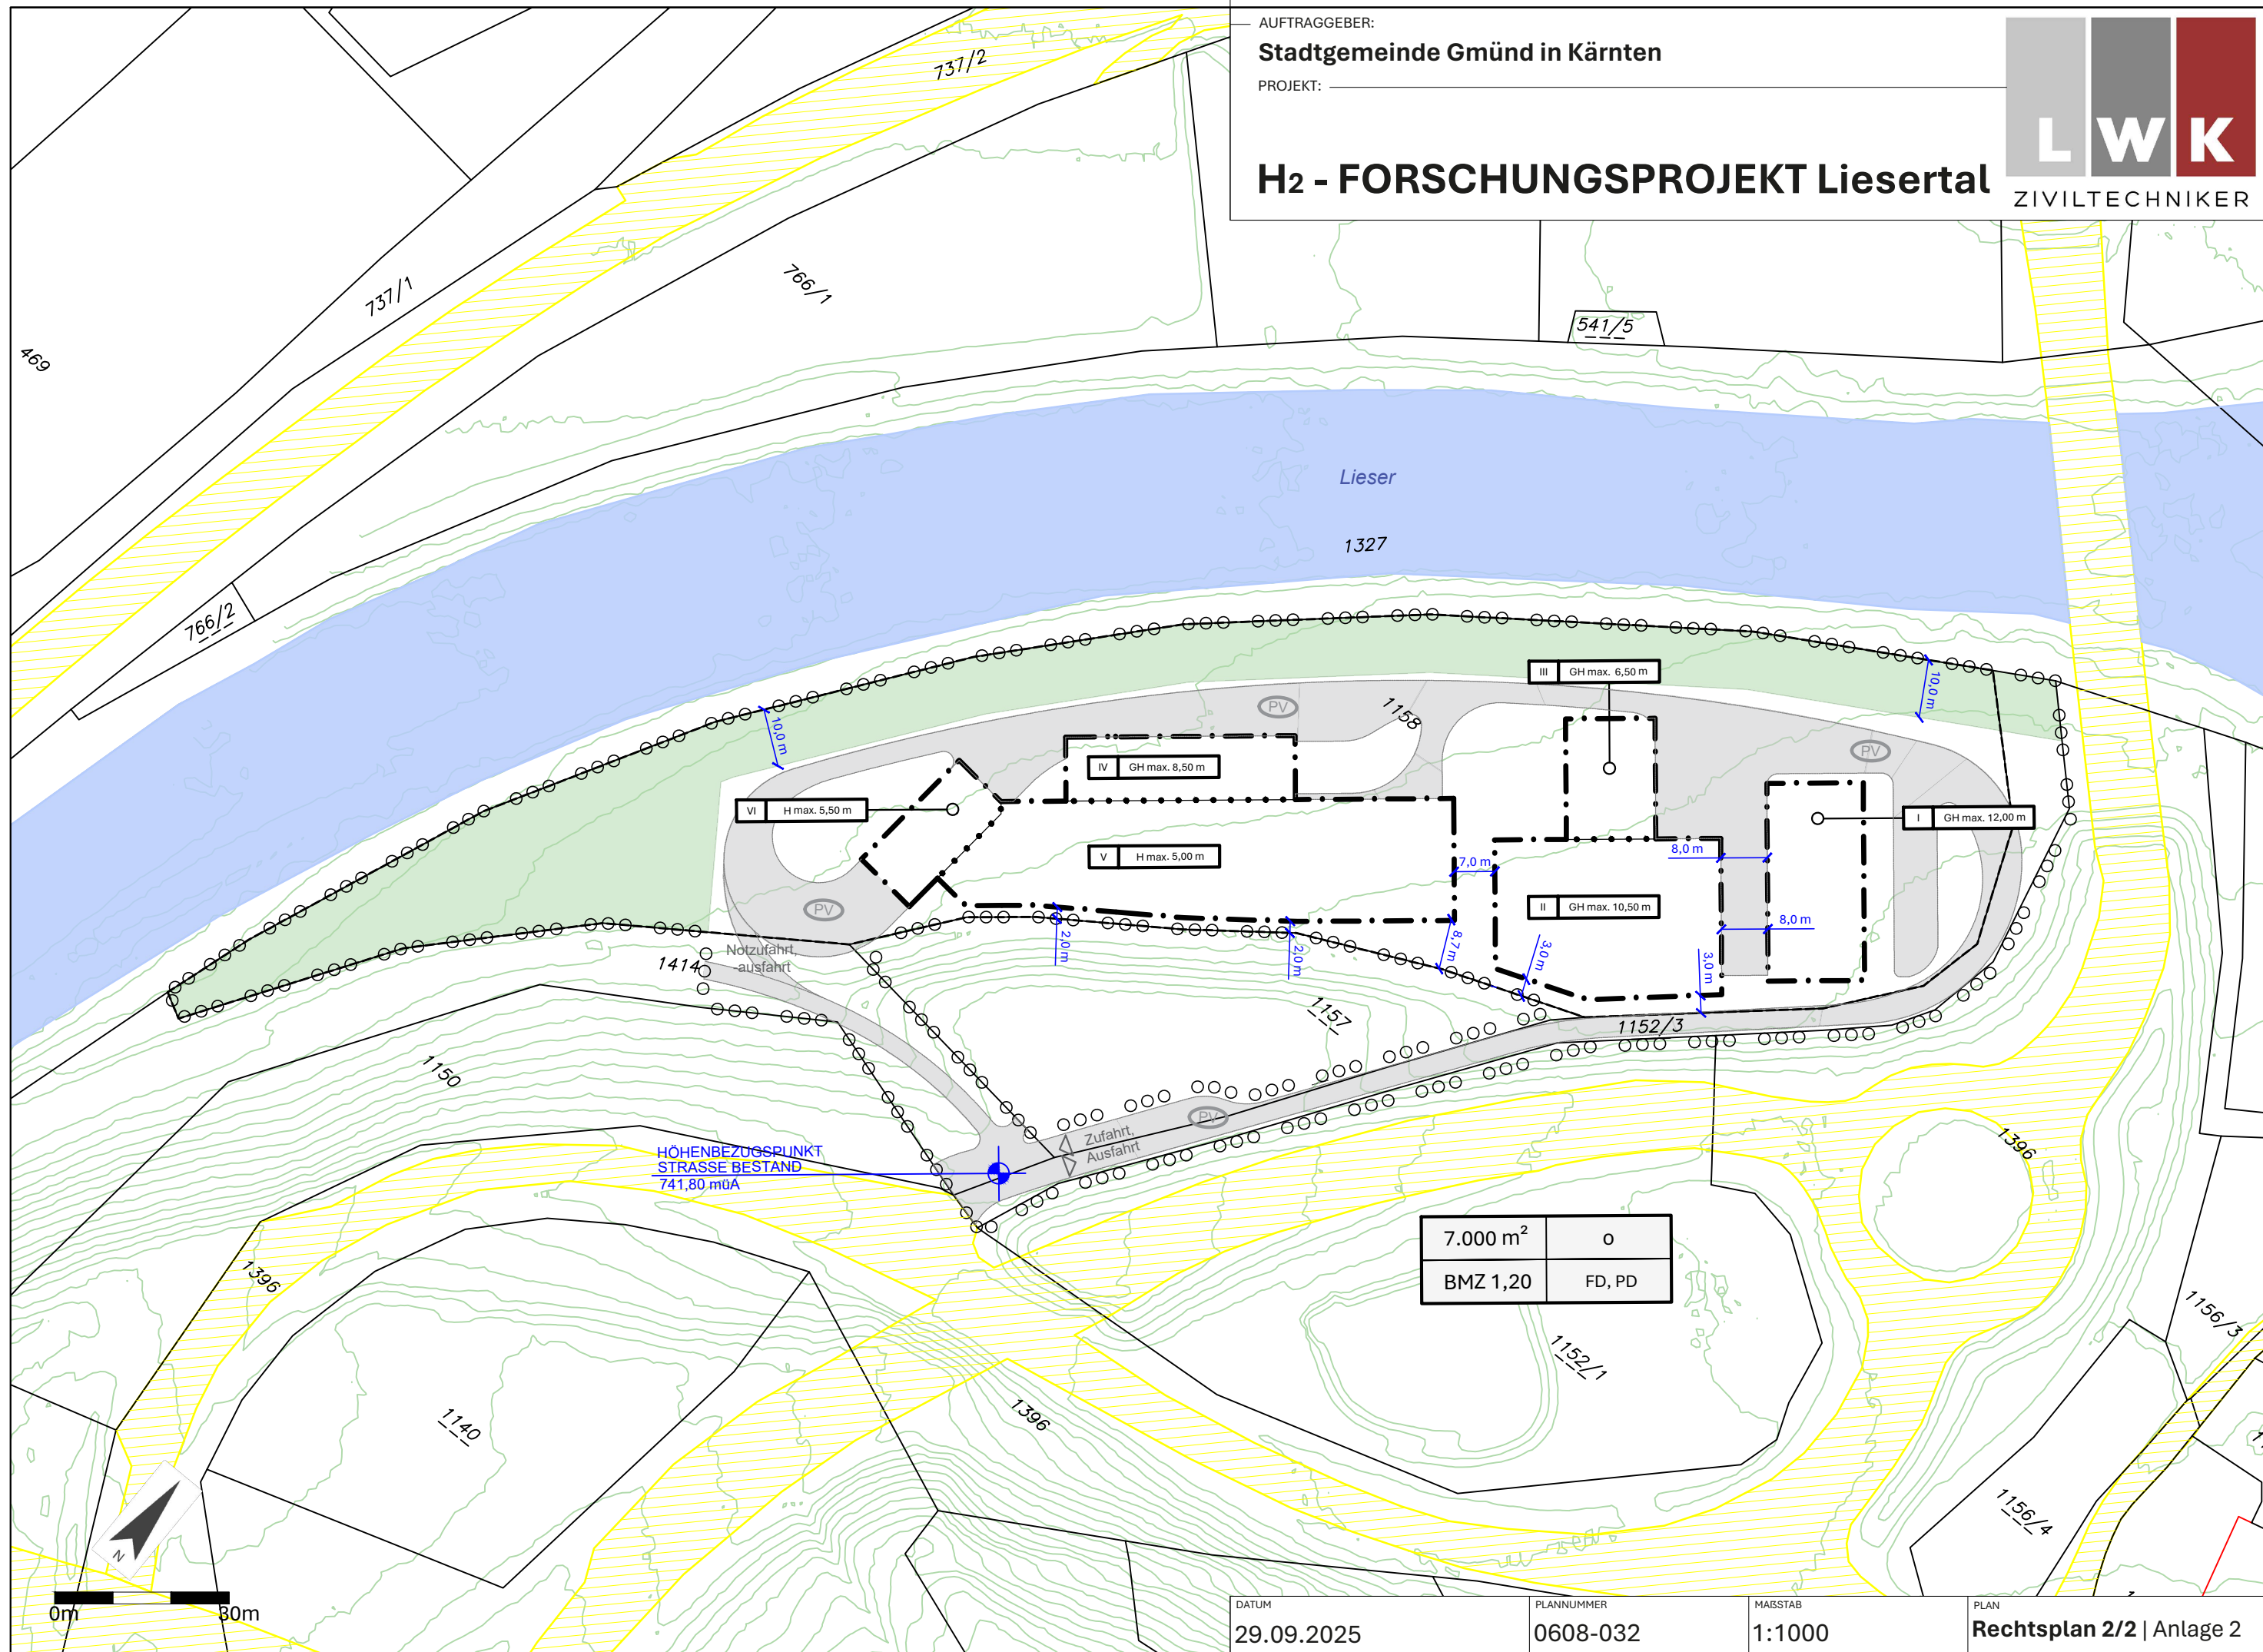 AUFTRAGGEBER:
Stadtgemeinde Gmünd in Kärnten
PROJEKT:
H2 - FORSCHUNGSPROJEKT Liesertal
L W K
ZIVILTECHNIKER
737/2
737/1
766/1
469
541/5
766/2
Lieser
1327
III GH max. 6,50 m
10,0 m
10,0 m
PV
1158
PV
IV GH max. 8,50 m
VI H max. 5,50 m
I GH max. 12,00 m
V H max. 5,00 m
7,0 m
8,0 m
PV
II GH max. 10,50 m
8,0 m
2,0 m
2,0 m
8,7 m
3,0 m
3,0 m
Notzufahrt,
-ausfahrt
1414
1157
1152/3
1150
PV
Zufahrt,
Ausfahrt
HÖHENBEZUGSPUNKT
STRASSE BESTAND
741,80 müA
1396
7.000 m² o
BMZ 1,20 FD, PD
1396
1156/3
1152/1
1140
1396
1156/4
N
0m 30m
DATUM
29.09.2025
PLANNUMMER
0608-032
MAßSTAB
1:1000
PLAN
Rechtsplan 2/2 | Anlage 2